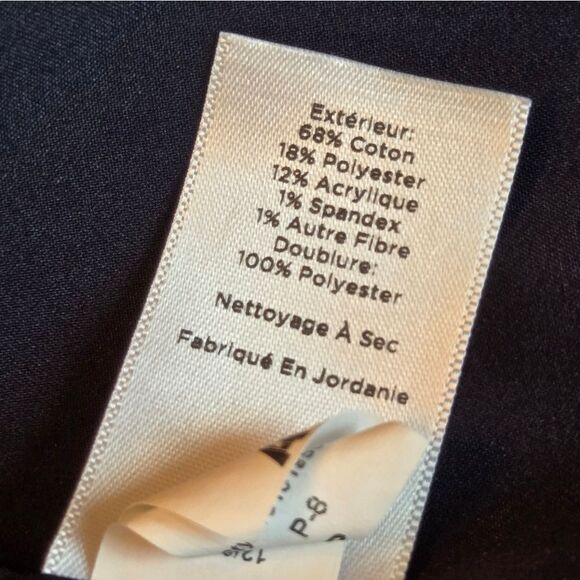 Extérieur:
68% Coton
18% Polyester
12% Acrylique
1% Spandex
1% Autre Fibre
Doublure:
100% Polyester
Nettoyage À Sec
Fabriqué En Jordanie
P-8